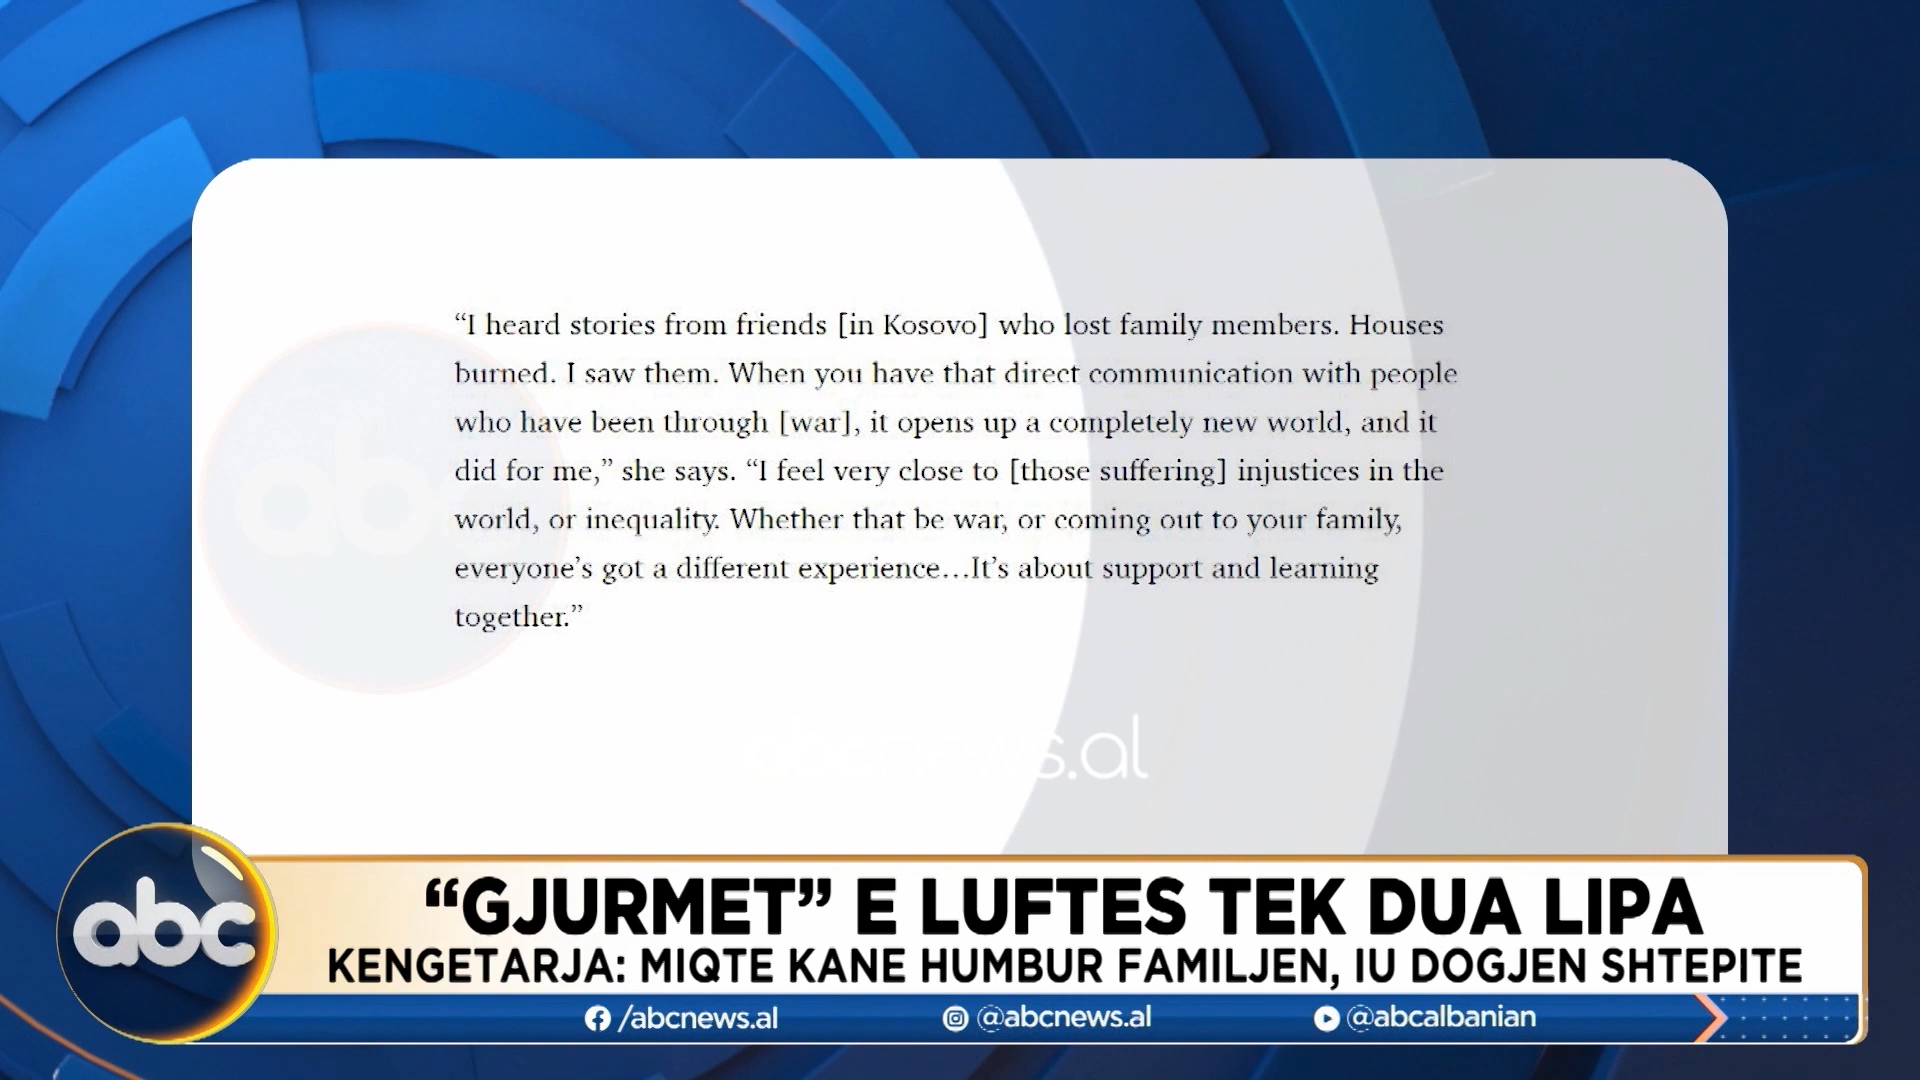 “I heard stories from friends [in Kosovo] who lost family members. Houses
burned. I saw them. When you have that direct communication with people
who have been through [war], it opens up a completely new world, and it
did for me,” she says. “I feel very close to [those suffering] injustices in the
world, or inequality. Whether that be war, or coming out to your family,
everyone’s got a different experience…It’s about support and learning
together.”
abcnews.al
abc
“GJURMET” E LUFTES TEK DUA LIPA
KENGETARJA: MIQTE KANE HUMBUR FAMILJEN, IU DOGJEN SHTEPITE
/abcnews.al @abcnews.al @abcalbanian